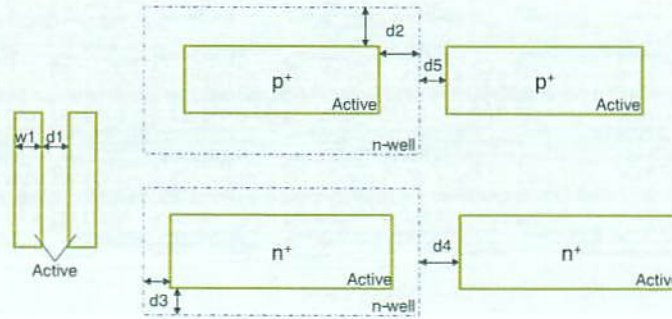 d2
d5
p⁺
Active
n-well
p⁺
Active
w1 d1
Active
n⁺
Active
n-well
d3
d4
n⁺
Active